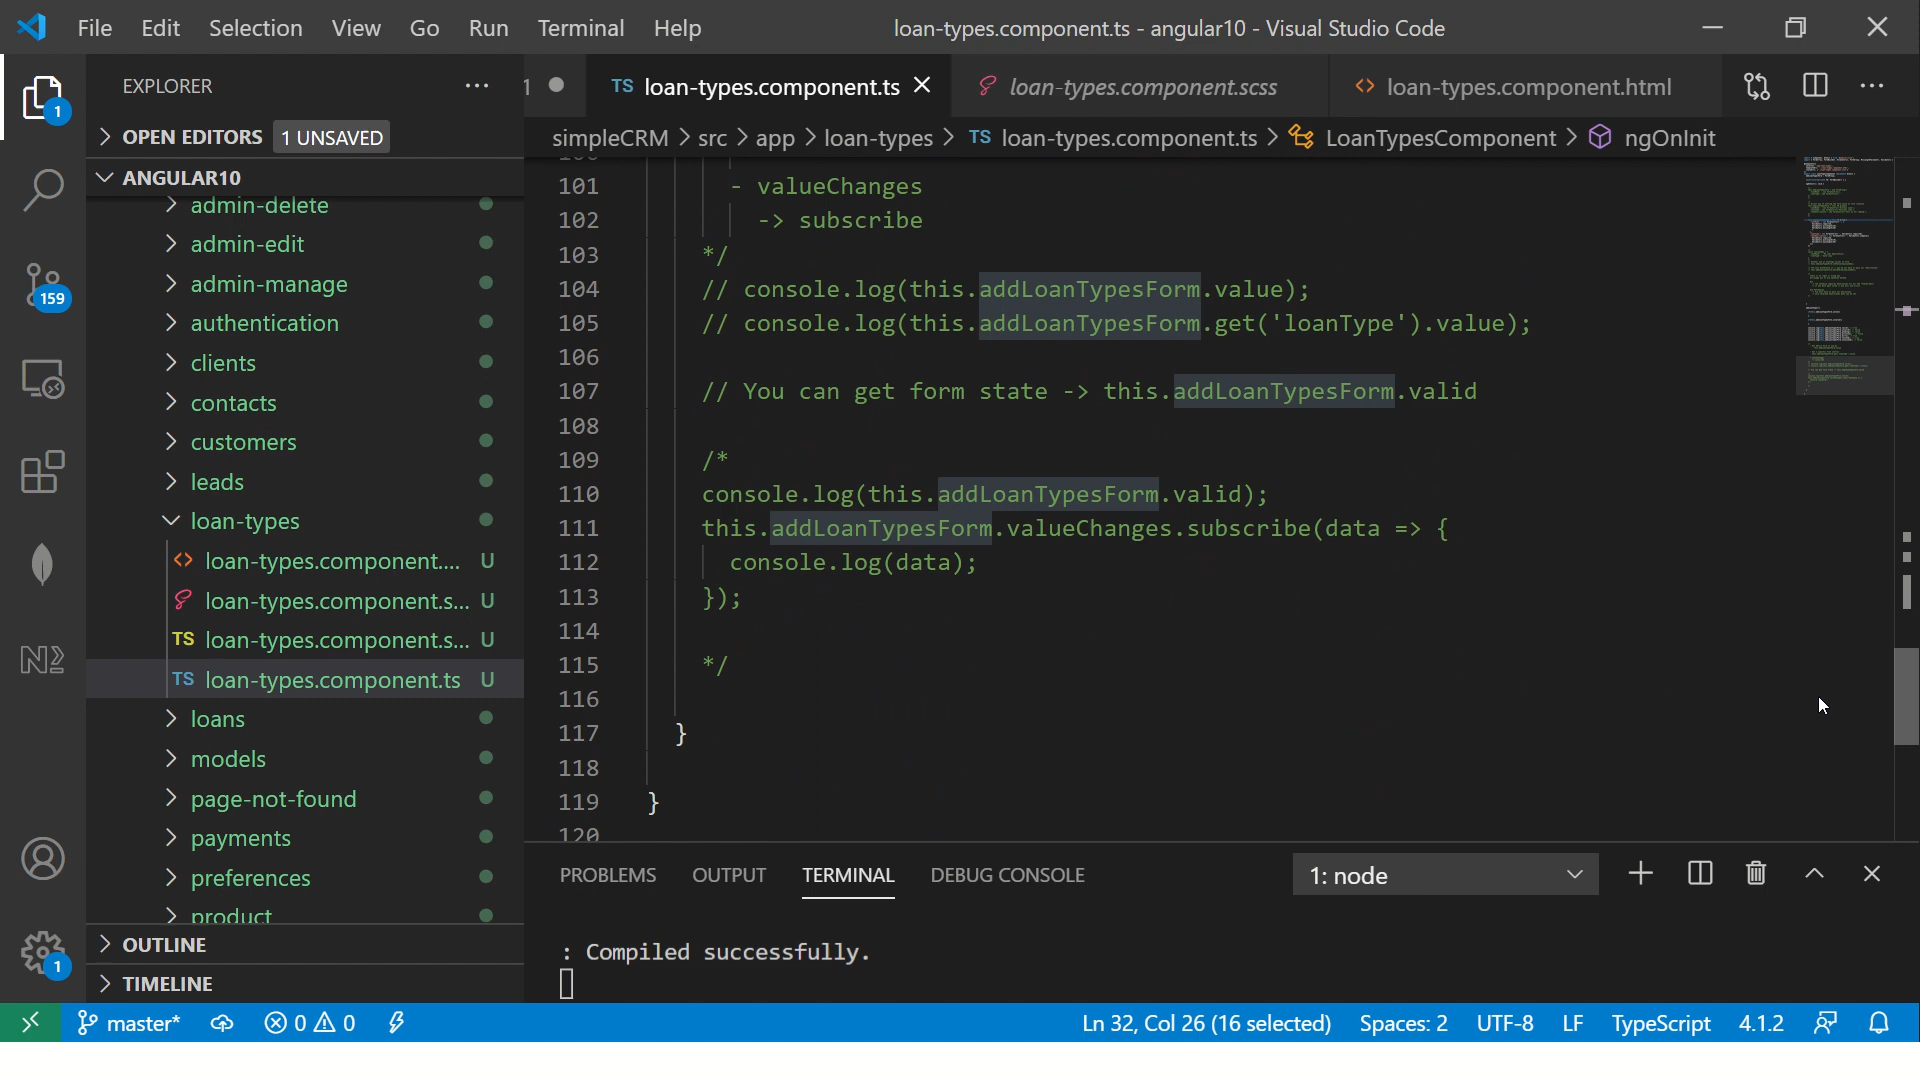 File Edit Selection View Go Run Terminal Help
loan-types.component.ts - angular10 - Visual Studio Code
EXPLORER
1
TS loan-types.component.ts
loan-types.component.scss
<> loan-types.component.html
OPEN EDITORS 1 UNSAVED
simpleCRM > src > app > loan-types > TS loan-types.component.ts > LoanTypesComponent > ngOnInit
ANGULAR10
admin-delete
admin-edit
admin-manage
authentication
clients
contacts
customers
leads
loan-types
<> loan-types.component.... U
loan-types.component.s... U
TS loan-types.component.s... U
TS loan-types.component.ts U
loans
models
page-not-found
payments
preferences
product
OUTLINE
TIMELINE
1
159
1
101 - valueChanges
102 -> subscribe
103 */
104 // console.log(this.addLoanTypesForm.value);
105 // console.log(this.addLoanTypesForm.get('loanType').value);
106
107 // You can get form state -> this.addLoanTypesForm.valid
108
109 /*
110 console.log(this.addLoanTypesForm.valid);
111 this.addLoanTypesForm.valueChanges.subscribe(data => {
112 console.log(data);
113 });
114
115 */
116
117 }
118
119 }
120
PROBLEMS OUTPUT TERMINAL DEBUG CONSOLE
1: node
: Compiled successfully.
master* 0 0
Ln 32, Col 26 (16 selected) Spaces: 2 UTF-8 LF TypeScript 4.1.2